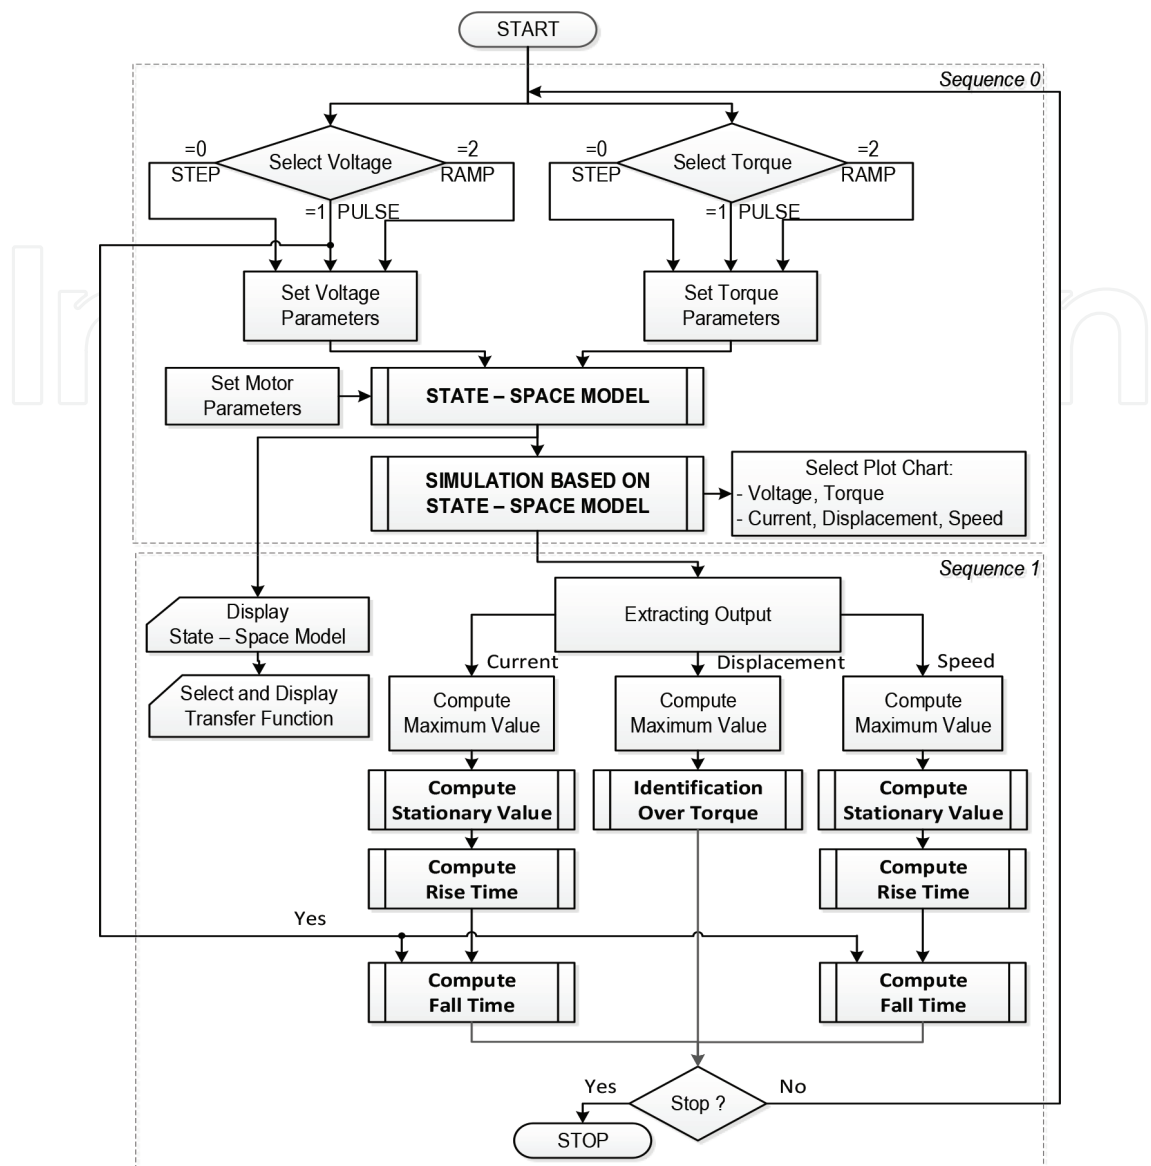 START
Sequence 0
=0
STEP
Select Voltage
=2
RAMP
=1 PULSE
=0
STEP
Select Torque
=2
RAMP
=1 PULSE
Set Voltage
Parameters
Set Torque
Parameters
Set Motor
Parameters
STATE – SPACE MODEL
SIMULATION BASED ON
STATE – SPACE MODEL
Select Plot Chart:
- Voltage, Torque
- Current, Displacement, Speed
Sequence 1
Display
State – Space Model
Select and Display
Transfer Function
Extracting Output
Current
Displacement
Speed
Compute
Maximum Value
Compute
Maximum Value
Compute
Maximum Value
Compute
Stationary Value
Identification
Over Torque
Compute
Stationary Value
Compute
Rise Time
Compute
Rise Time
Yes
Compute
Fall Time
Compute
Fall Time
Yes
Stop ?
No
STOP